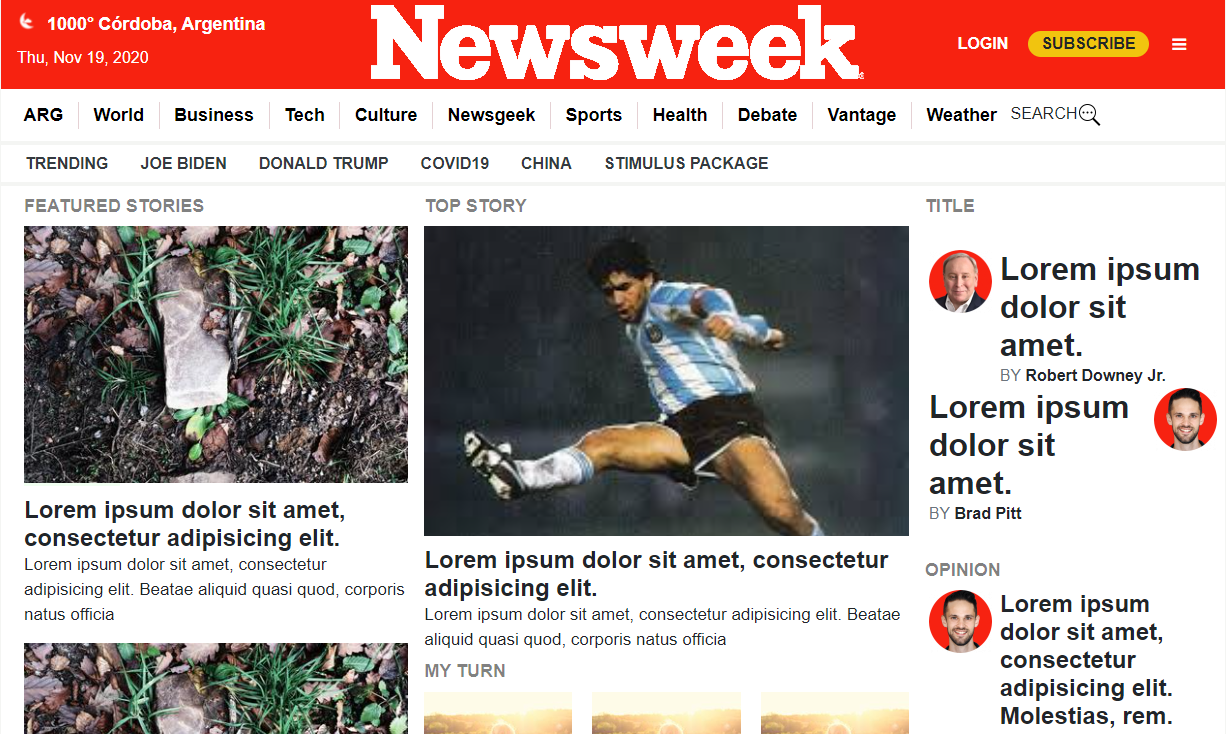 1000° Córdoba, Argentina
Thu, Nov 19, 2020
Newsweek
LOGIN
SUBSCRIBE
ARG
World
Business
Tech
Culture
Newsgeek
Sports
Health
Debate
Vantage
Weather
SEARCH
TRENDING
JOE BIDEN
DONALD TRUMP
COVID19
CHINA
STIMULUS PACKAGE
FEATURED STORIES
Lorem ipsum dolor sit amet,
consectetur adipisicing elit.
Lorem ipsum dolor sit amet, consectetur
adipisicing elit. Beatae aliquid quasi quod, corporis
natus officia
TOP STORY
Lorem ipsum dolor sit amet, consectetur
adipisicing elit.
Lorem ipsum dolor sit amet, consectetur adipisicing elit. Beatae
aliquid quasi quod, corporis natus officia
MY TURN
TITLE
Lorem ipsum
dolor sit
amet.
BY Robert Downey Jr.
Lorem ipsum
dolor sit
amet.
BY Brad Pitt
OPINION
Lorem ipsum
dolor sit amet,
consectetur
adipisicing elit.
Molestias, rem.